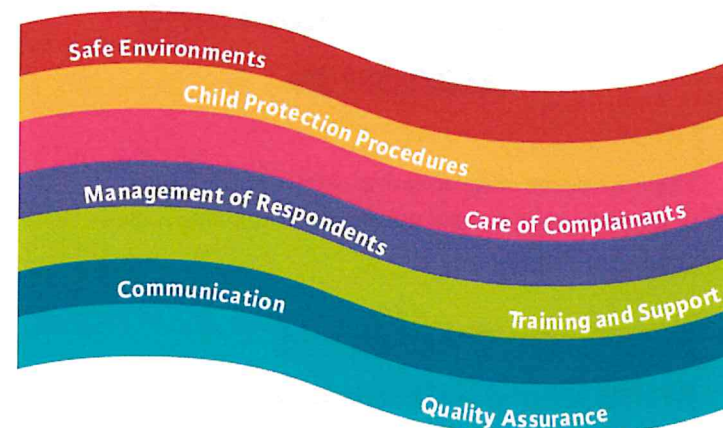 Safe Environments
Child Protection Procedures
Care of Complainants
Management of Respondents
Training and Support
Communication
Quality Assurance